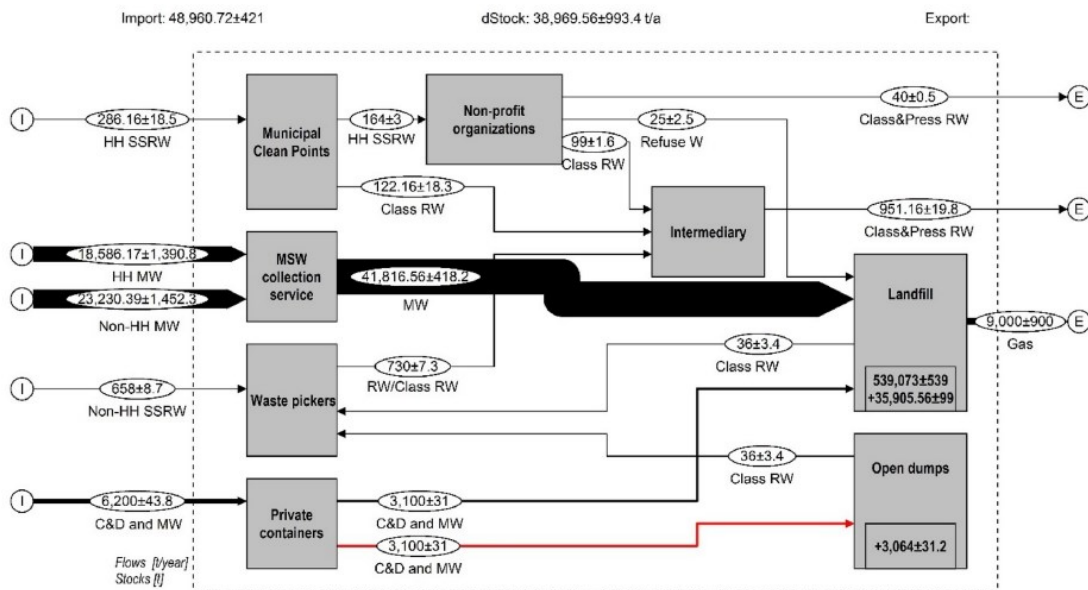 Import: 48,960.72±421
dStock: 38,969.56±993.4 t/a
Export:
I
286.16±18.5
HH SSRW
Municipal
Clean Points
164±3
HH SSRW
Non-profit
organizations
40±0.5
Class&Press RW
E
25±2.5
Refuse W
99±1.6
Class RW
122.16±18.3
Class RW
Intermediary
951.16±19.8
Class&Press RW
E
I
18,586.17±1,390.8
HH MW
I
23,230.39±1,452.3
Non-HH MW
MSW
collection
service
41,816.56±418.2
MW
Landfill
539,073±539
+35,905.56±99
9,000±900
Gas
E
I
658±8.7
Non-HH SSRW
Waste pickers
730±7.3
RW/Class RW
36±3.4
Class RW
36±3.4
Class RW
Open dumps
+3,064±31.2
I
6,200±43.8
C&D and MW
Private
containers
3,100±31
C&D and MW
3,100±31
C&D and MW
Flows [t/year]
Stocks [t]